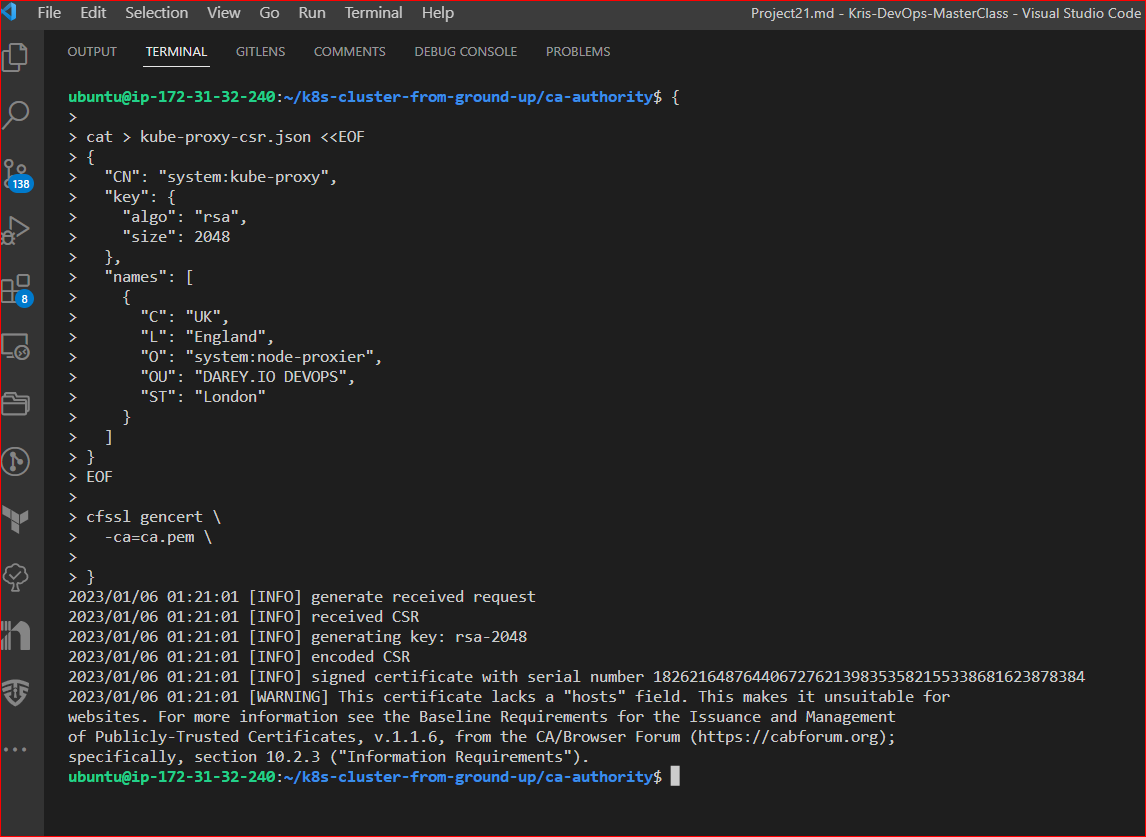 File Edit Selection View Go Run Terminal Help Project21.md - Kris-DevOps-MasterClass - Visual Studio Code
OUTPUT TERMINAL GITLENS COMMENTS DEBUG CONSOLE PROBLEMS
ubuntu@ip-172-31-32-240:~/k8s-cluster-from-ground-up/ca-authority$ {
>
> cat > kube-proxy-csr.json <<EOF
> {
>   "CN": "system:kube-proxy",
>   "key": {
>     "algo": "rsa",
>     "size": 2048
>   },
>   "names": [
>     {
>       "C": "UK",
>       "L": "England",
>       "O": "system:node-proxier",
>       "OU": "DAREY.IO DEVOPS",
>       "ST": "London"
>     }
>   ]
> }
> EOF
>
> cfssl gencert \
>   -ca=ca.pem \
>
> }
2023/01/06 01:21:01 [INFO] generate received request
2023/01/06 01:21:01 [INFO] received CSR
2023/01/06 01:21:01 [INFO] generating key: rsa-2048
2023/01/06 01:21:01 [INFO] encoded CSR
2023/01/06 01:21:01 [INFO] signed certificate with serial number 182621648764406727621398353582155338681623878384
2023/01/06 01:21:01 [WARNING] This certificate lacks a "hosts" field. This makes it unsuitable for
websites. For more information see the Baseline Requirements for the Issuance and Management
of Publicly-Trusted Certificates, v.1.1.6, from the CA/Browser Forum (https://cabforum.org);
specifically, section 10.2.3 ("Information Requirements").
ubuntu@ip-172-31-32-240:~/k8s-cluster-from-ground-up/ca-authority$
138
8